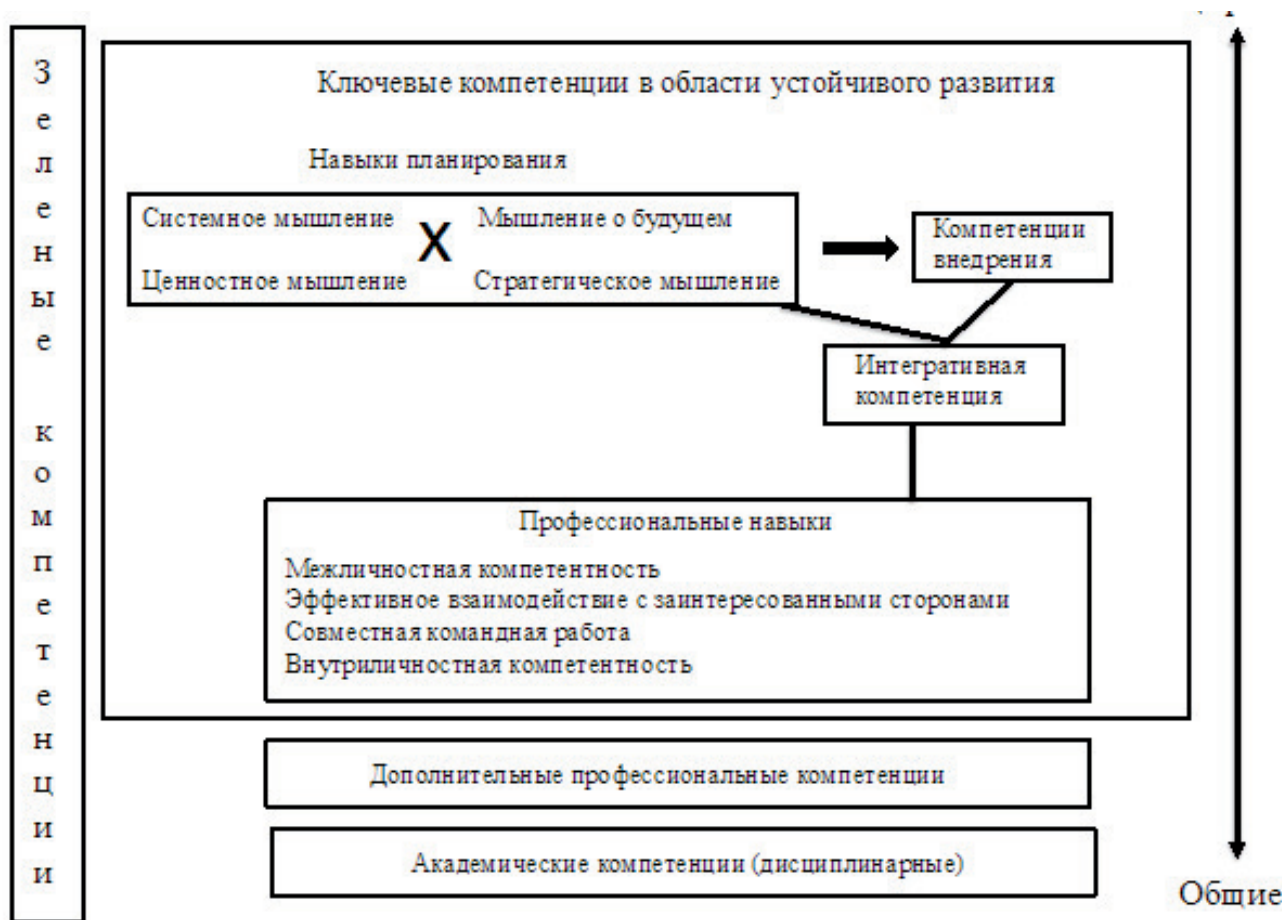 Зеленые компетенции
Ключевые компетенции в области устойчивого развития
Навыки планирования
Системное мышление X Мышление о будущем
Ценностное мышление Стратегическое мышление
Компетенции
внедрения
Интегративная
компетенция
Профессиональные навыки
Межличностная компетентность
Эффективное взаимодействие с заинтересованными сторонами
Совместная командная работа
Внутриличностная компетентность
Дополнительные профессиональные компетенции
Академические компетенции (дисциплинарные)
Общие